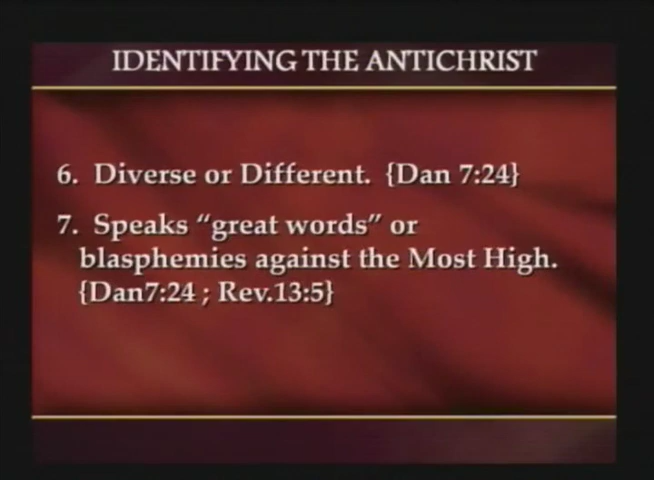 IDENTIFYING THE ANTICHRIST
6. Diverse or Different. {Dan 7:24}
7. Speaks “great words” or
blasphemies against the Most High.
{Dan7:24 ; Rev.13:5}